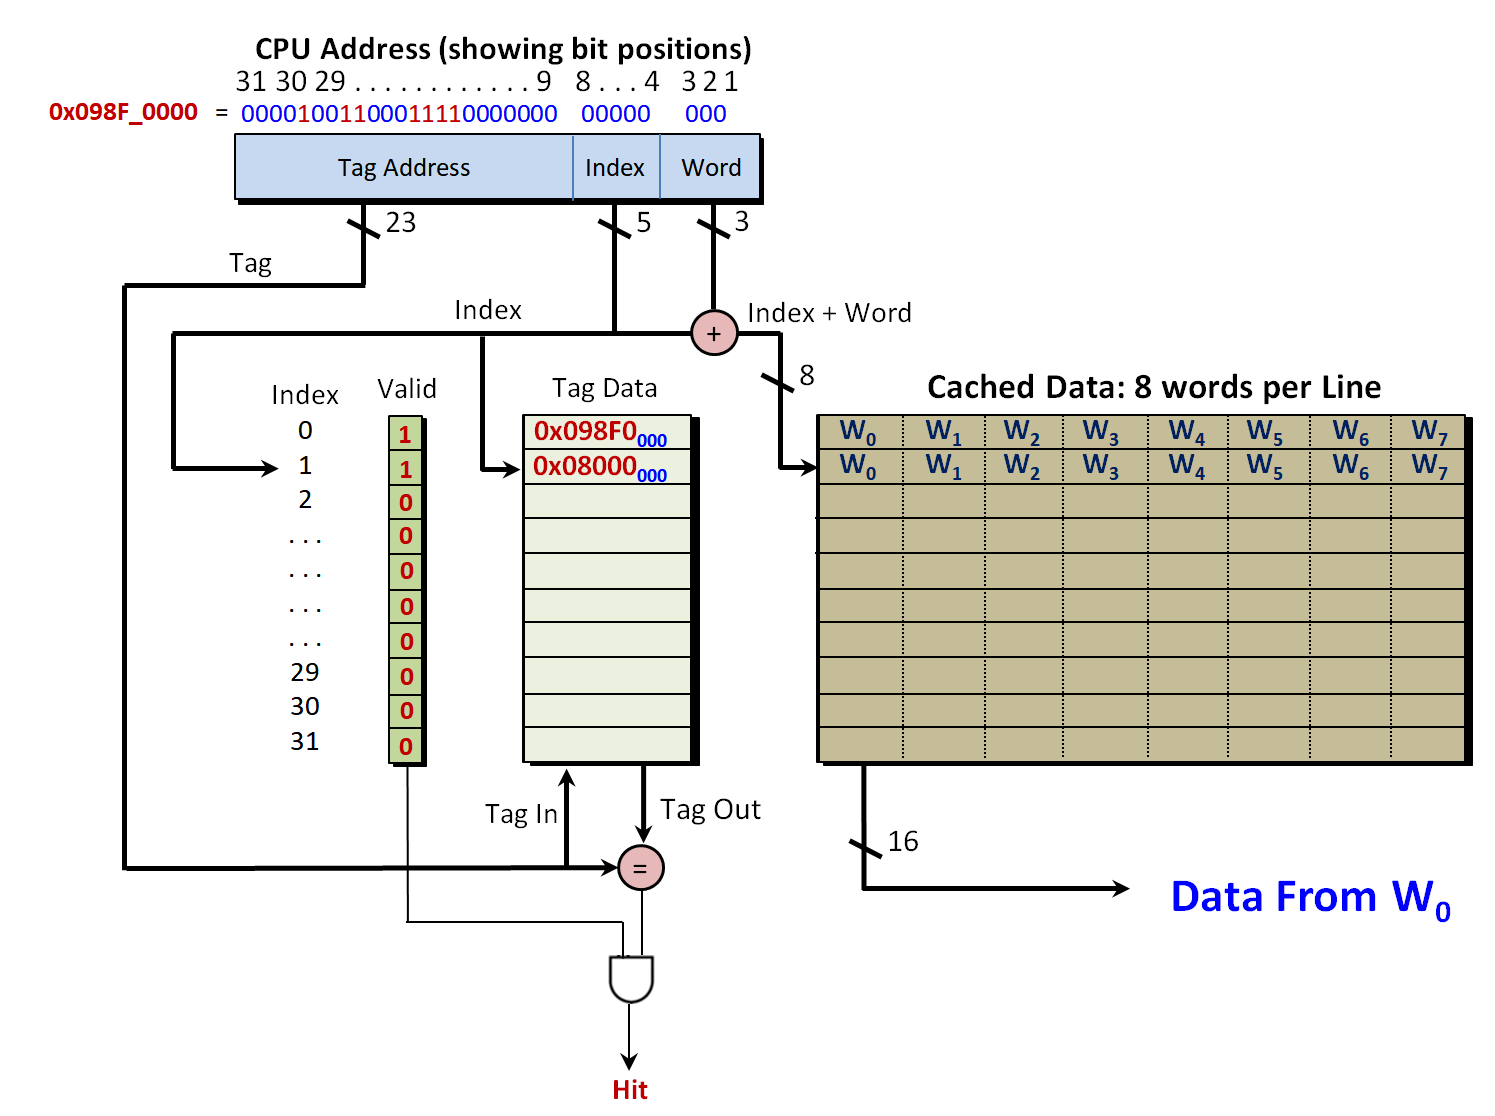 CPU Address (showing bit positions)
31 30 29 . . . . . . . . . . . . 9 8 . . . 4 3 2 1
0x098F_0000 = 00001001100011110000000 00000 000
Tag Address Index Word
23 5 3
Tag
Index
Index + Word
+
8
Index Valid Tag Data Cached Data: 8 words per Line
0 1 0x098F0000 W0 W1 W2 W3 W4 W5 W6 W7
1 1 0x08000000 W0 W1 W2 W3 W4 W5 W6 W7
2 0
. . . 0
. . . 0
. . . 0
. . . 0
29 0
30 0
31 0
Tag In Tag Out
16
=
Data From W0
Hit